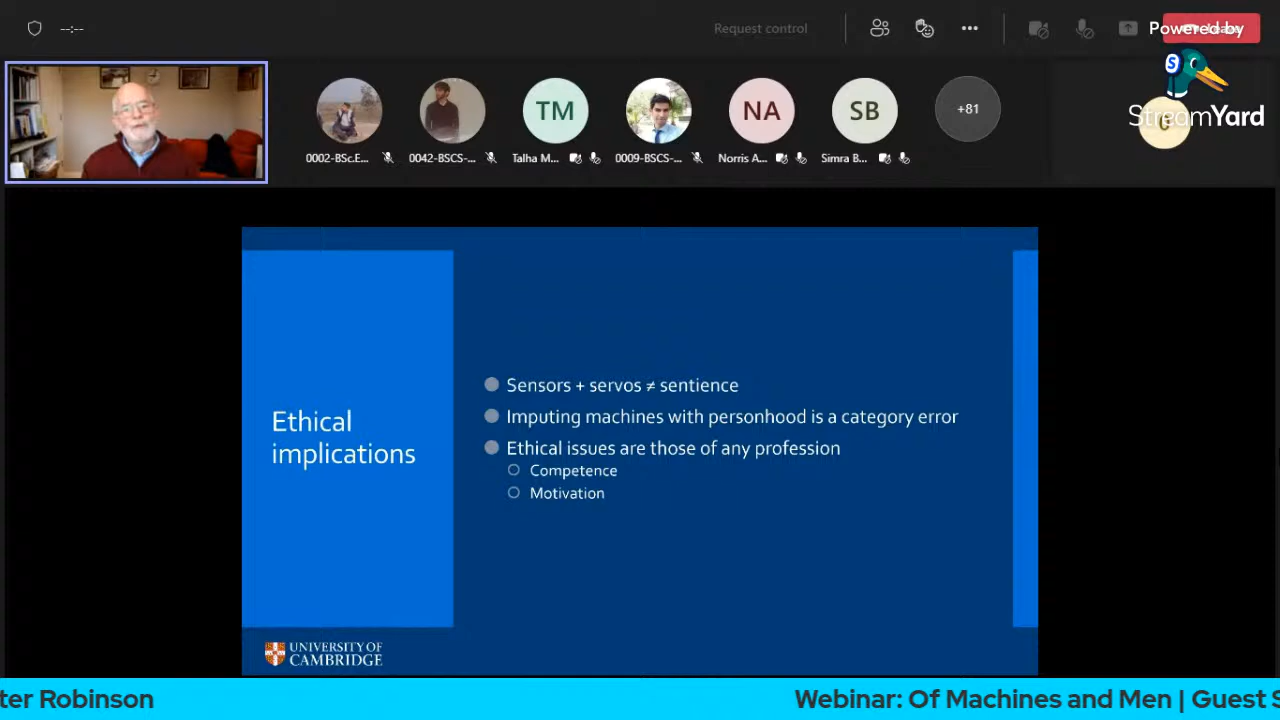 --:--
Request control
Powered by
StreamYard
TM
NA
SB
+81
0002-BSc.E...
0042-BSCS-...
Talha M...
0009-BSCS-...
Norris A...
Simra B...
Ethical
implications
Sensors + servos ≠ sentience
Imputing machines with personhood is a category error
Ethical issues are those of any profession
Competence
Motivation
UNIVERSITY OF
CAMBRIDGE
ter Robinson
Webinar: Of Machines and Men | Guest S